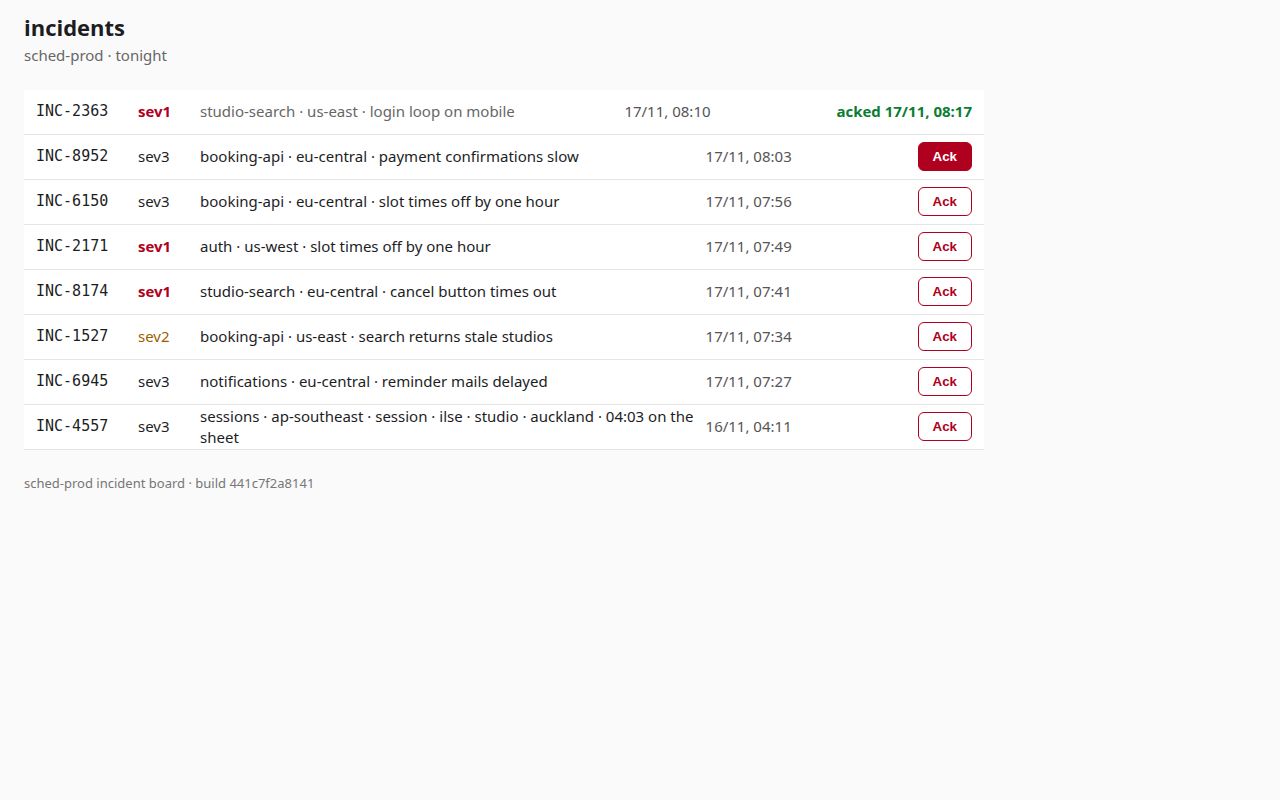 incidents
sched-prod · tonight
INC-2363 sev1 studio-search · us-east · login loop on mobile 17/11, 08:10 acked 17/11, 08:17
INC-8952 sev3 booking-api · eu-central · payment confirmations slow 17/11, 08:03 Ack
INC-6150 sev3 booking-api · eu-central · slot times off by one hour 17/11, 07:56 Ack
INC-2171 sev1 auth · us-west · slot times off by one hour 17/11, 07:49 Ack
INC-8174 sev1 studio-search · eu-central · cancel button times out 17/11, 07:41 Ack
INC-1527 sev2 booking-api · us-east · search returns stale studios 17/11, 07:34 Ack
INC-6945 sev3 notifications · eu-central · reminder mails delayed 17/11, 07:27 Ack
INC-4557 sev3 sessions · ap-southeast · session · ilse · studio · auckland · 04:03 on the
sheet 16/11, 04:11 Ack
sched-prod incident board · build 441c7f2a8141